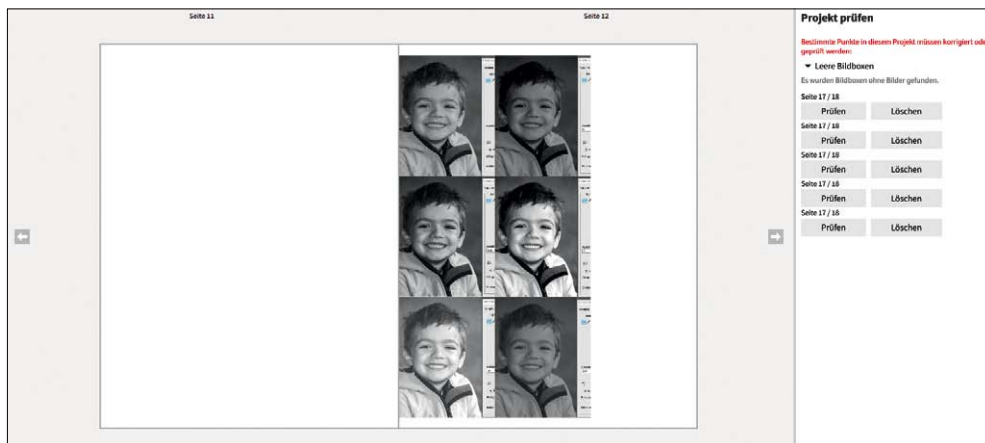 Seite 11
Seite 12
Projekt prüfen
Bestimmte Punkte in diesem Projekt müssen korrigiert ode
geprüft werden:
Leere Bildboxen
Es wurden Bildboxen ohne Bilder gefunden.
Seite 17 / 18
Prüfen Löschen
Seite 17 / 18
Prüfen Löschen
Seite 17 / 18
Prüfen Löschen
Seite 17 / 18
Prüfen Löschen
Seite 17 / 18
Prüfen Löschen